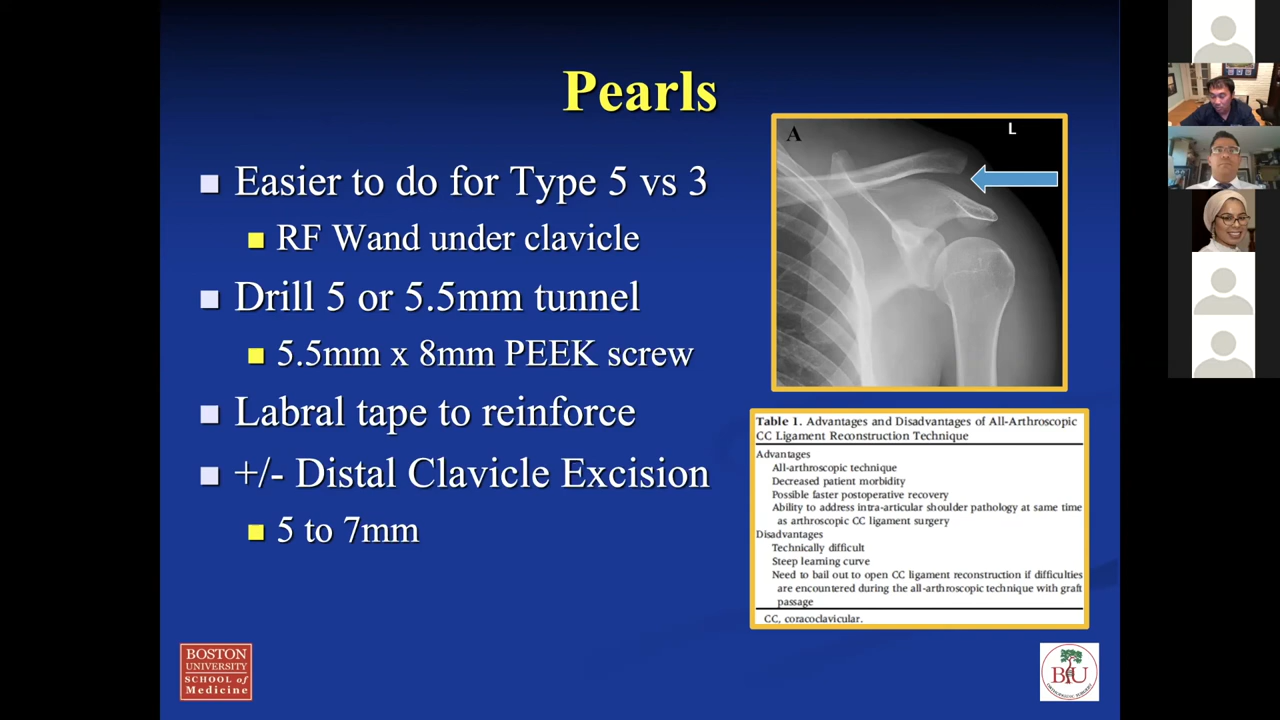 Pearls
Easier to do for Type 5 vs 3
RF Wand under clavicle
Drill 5 or 5.5mm tunnel
5.5mm x 8mm PEEK screw
Labral tape to reinforce
+/- Distal Clavicle Excision
5 to 7mm
A
L
Table 1. Advantages and Disadvantages of All-Arthroscopic
CC Ligament Reconstruction Technique
Advantages
All-arthroscopic technique
Decreased patient morbidity
Possible faster postoperative recovery
Ability to address intra-articular shoulder pathology at same time
as arthroscopic CC ligament surgery
Disadvantages
Technically difficult
Steep learning curve
Need to bail out to open CC ligament reconstruction if difficulties
are encountered during the all-arthroscopic technique with graft
passage
CC, coracoclavicular.
BOSTON
UNIVERSITY
SCHOOL of
Medicine
BU